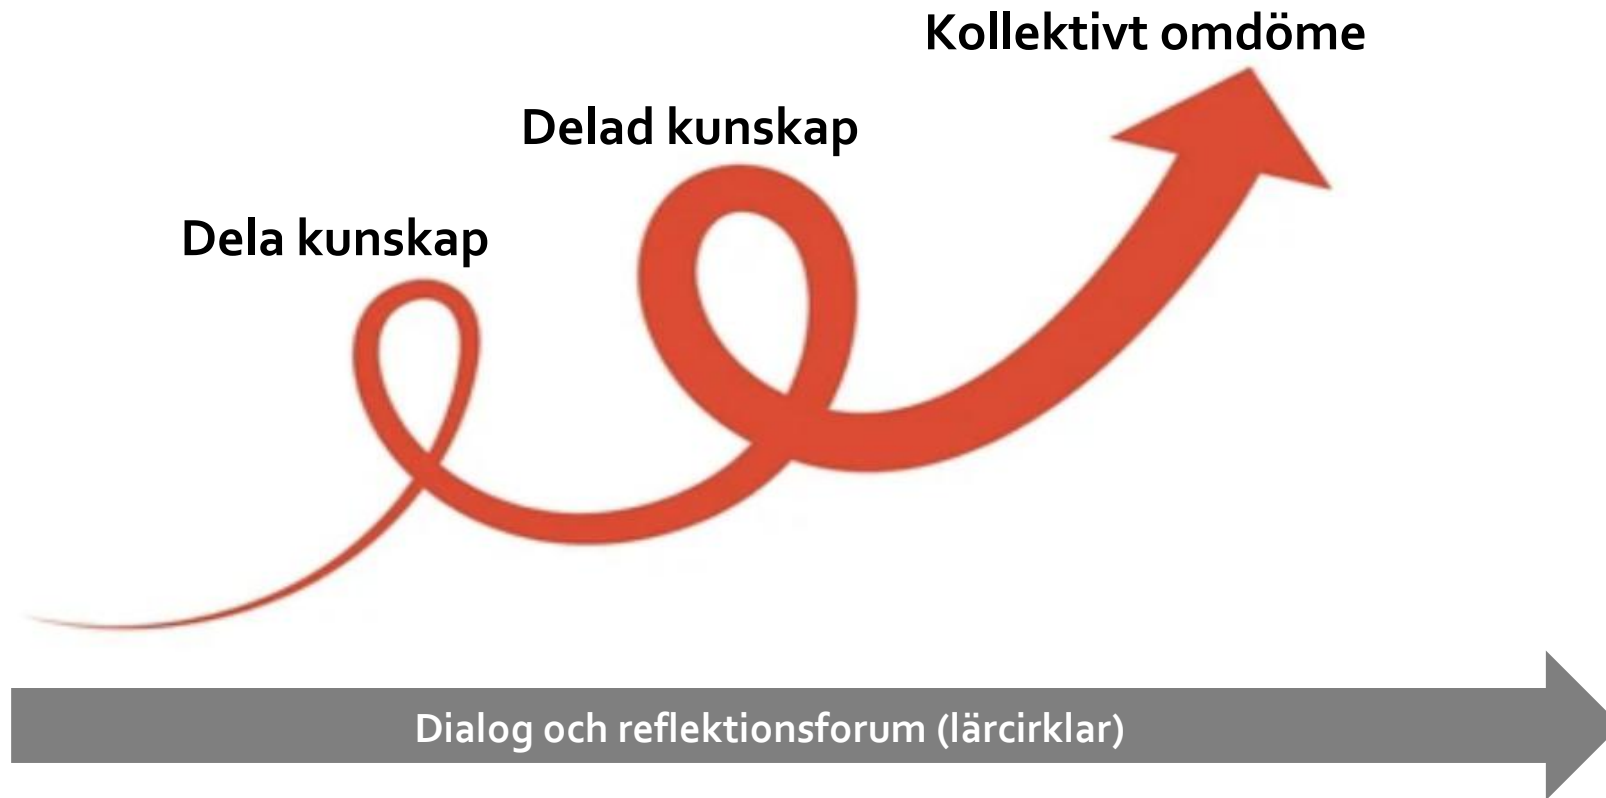 Kollektivt omdöme
Delad kunskap
Dela kunskap
Dialog och reflektionsforum (lärcirklar)